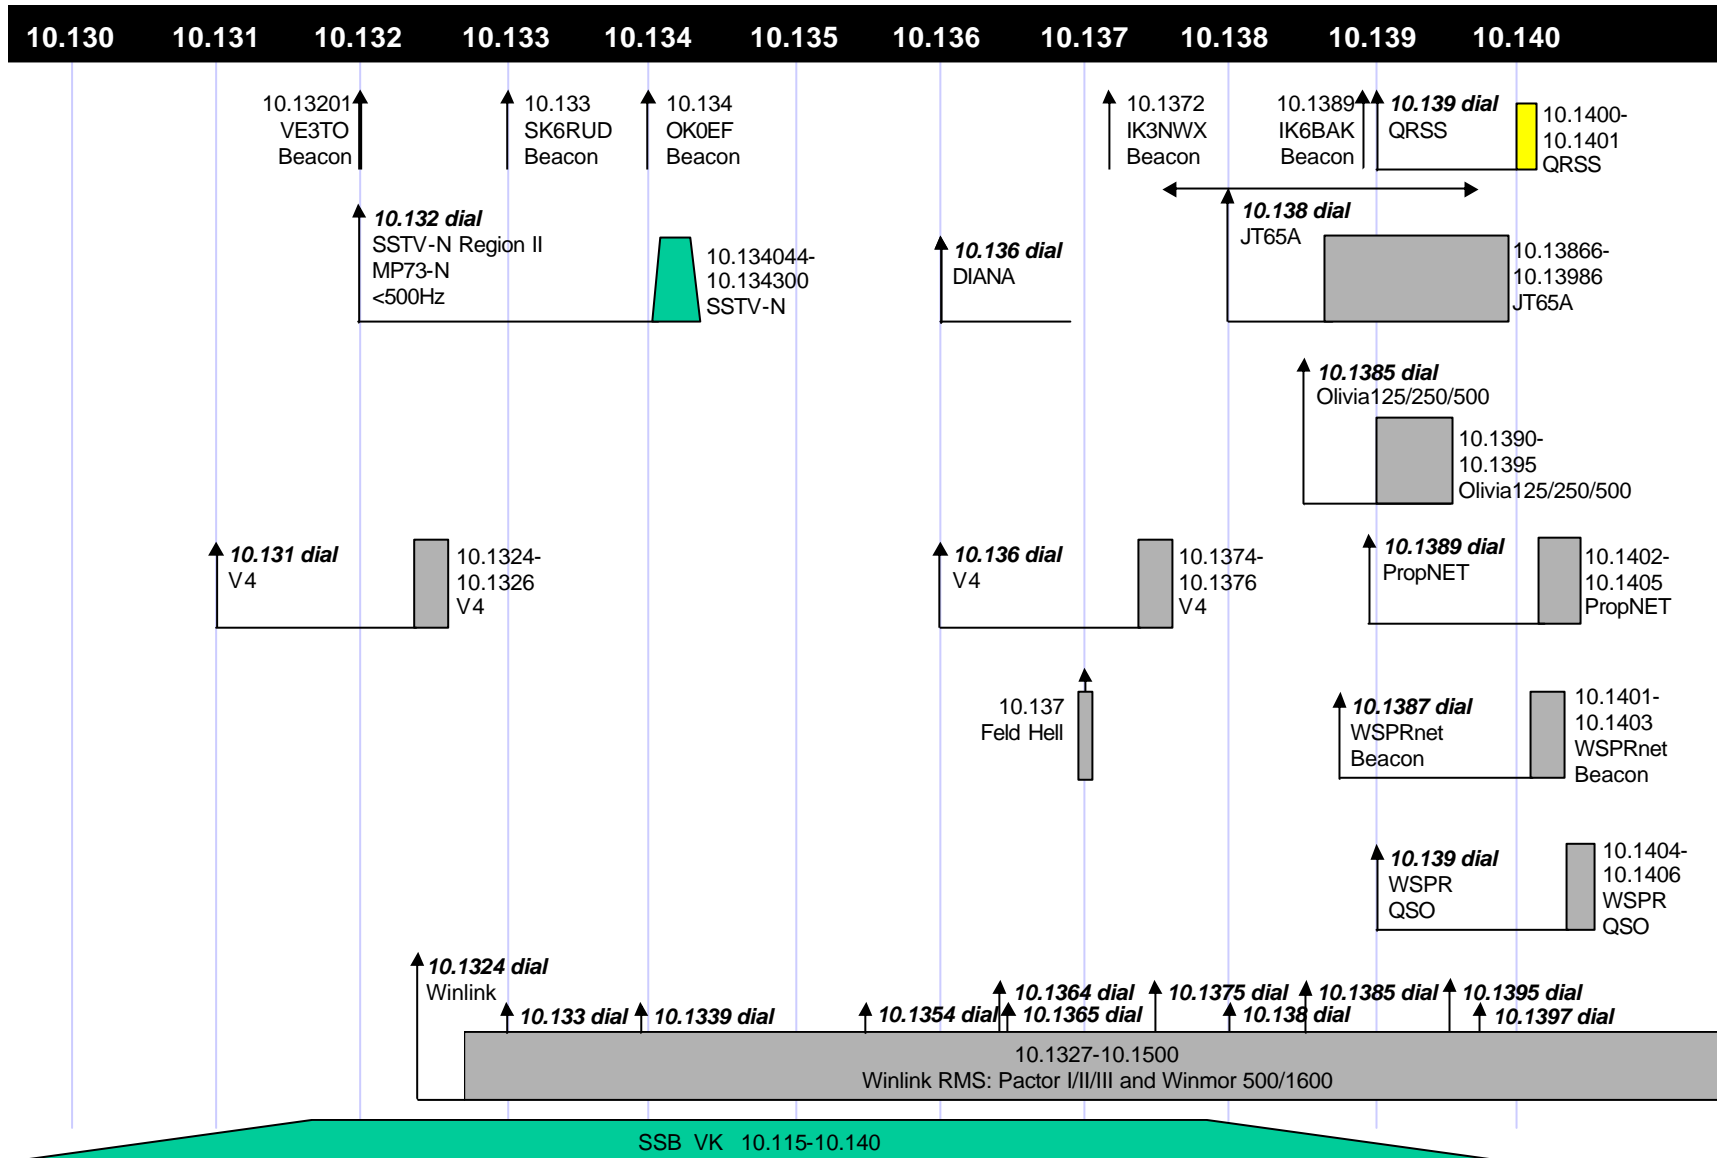 10.130 10.131 10.132 10.133 10.134 10.135 10.136 10.137 10.138 10.139 10.140
10.13201
VE3TO
Beacon
10.133
SK6RUD
Beacon
10.134
OK0EF
Beacon
10.1372
IK3NWX
Beacon
10.1389
IK6BAK
Beacon
10.139 dial
QRSS
10.1400-
10.1401
QRSS
10.132 dial
SSTV-N Region II
MP73-N
<500Hz
10.134044-
10.134300
SSTV-N
10.136 dial
DIANA
10.138 dial
JT65A
10.13866-
10.13986
JT65A
10.1385 dial
Olivia125/250/500
10.1390-
10.1395
Olivia125/250/500
10.131 dial
V4
10.1324-
10.1326
V4
10.136 dial
V4
10.1374-
10.1376
V4
10.1389 dial
PropNET
10.1402-
10.1405
PropNET
10.137
Feld Hell
10.1387 dial
WSPRnet
Beacon
10.1401-
10.1403
WSPRnet
Beacon
10.139 dial
WSPR
QSO
10.1404-
10.1406
WSPR
QSO
10.1324 dial
Winlink
10.133 dial
10.1339 dial
10.1354 dial
10.1364 dial
10.1365 dial
10.1375 dial
10.138 dial
10.1385 dial
10.1395 dial
10.1397 dial
10.1327-10.1500
Winlink RMS: Pactor I/II/III and Winmor 500/1600
SSB VK 10.115-10.140